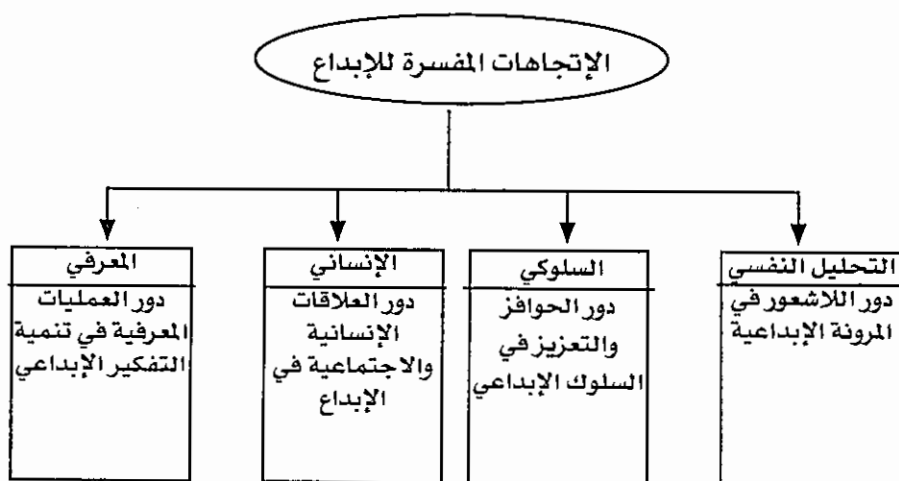 الإتجاهات المفسرة للإبداع
التحليل النفسي
دور اللاشعور في
المرونة الإبداعية
السلوكي
دور الحوافز
والتعزيز في
السلوك الإبداعي
الإنساني
دور العلاقات
الإنسانية
والاجتماعية في
الإبداع
المعرفي
دور العمليات
المعرفية في تنمية
التفكير الإبداعي